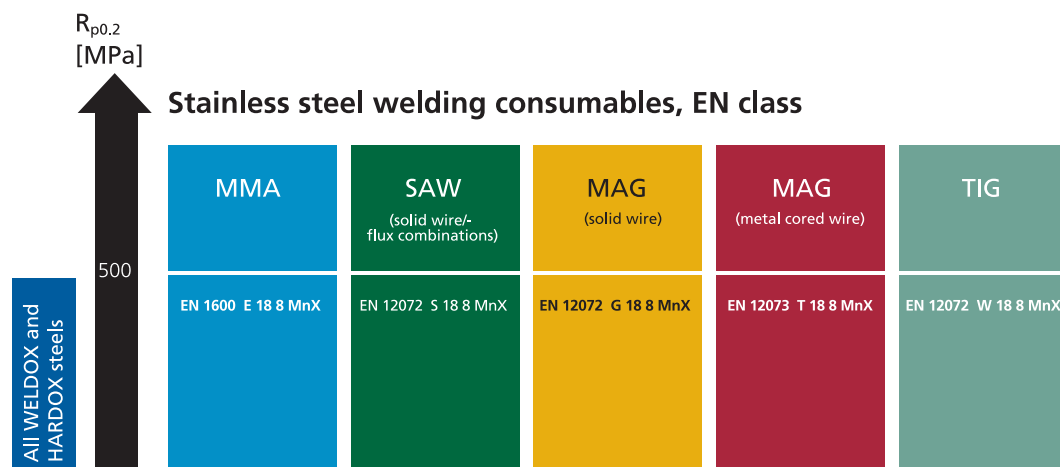 Rp0.2
[MPa]
Stainless steel welding consumables, EN class
MMA
SAW
(solid wire/-
flux combinations)
MAG
(solid wire)
MAG
(metal cored wire)
TIG
500
EN 1600  E 18 8 MnX
EN 12072  S 18 8 MnX
EN 12072  G 18 8 MnX
EN 12073  T 18 8 MnX
EN 12072  W 18 8 MnX
All WELDOX and
HARDOX steels